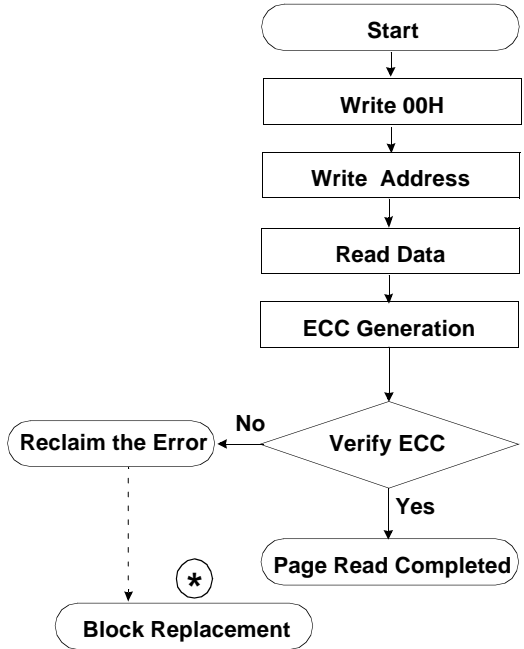 Start
Write 00H
Write Address
Read Data
ECC Generation
Verify ECC
No
Reclaim the Error
Yes
Page Read Completed
*
Block Replacement